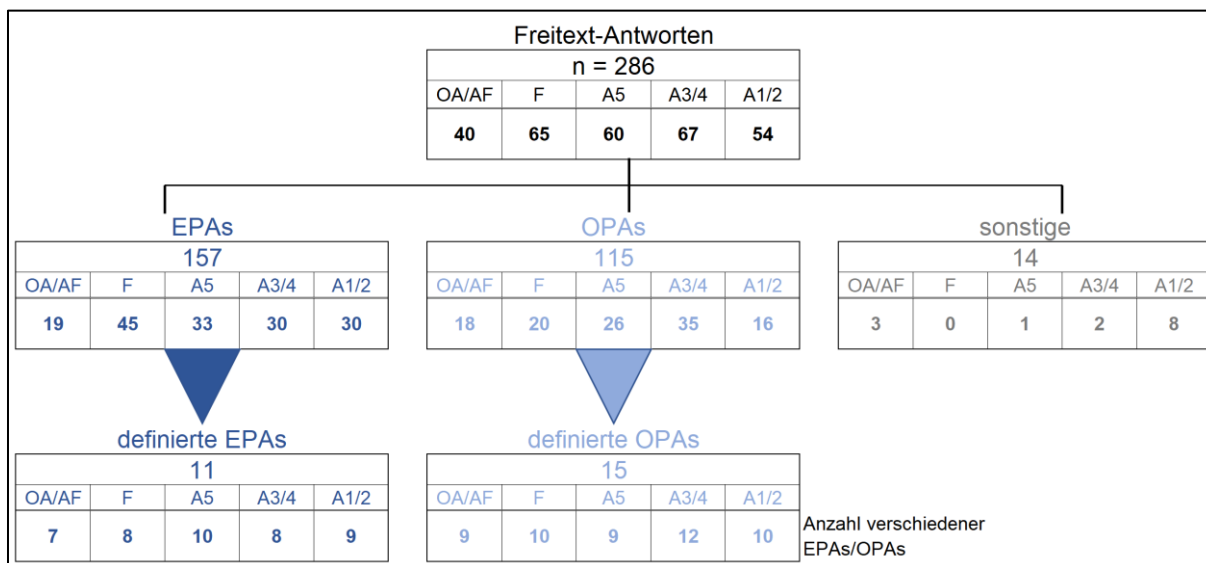 Freitext-Antworten
n = 286
OA/AF F A5 A3/4 A1/2
40 65 60 67 54
EPAs
157
OA/AF F A5 A3/4 A1/2
19 45 33 30 30
OPAs
115
OA/AF F A5 A3/4 A1/2
18 20 26 35 16
sonstige
14
OA/AF F A5 A3/4 A1/2
3 0 1 2 8
definierte EPAs
11
OA/AF F A5 A3/4 A1/2
7 8 10 8 9
definierte OPAs
15
OA/AF F A5 A3/4 A1/2
9 10 9 12 10
Anzahl verschiedener
EPAs/OPAs